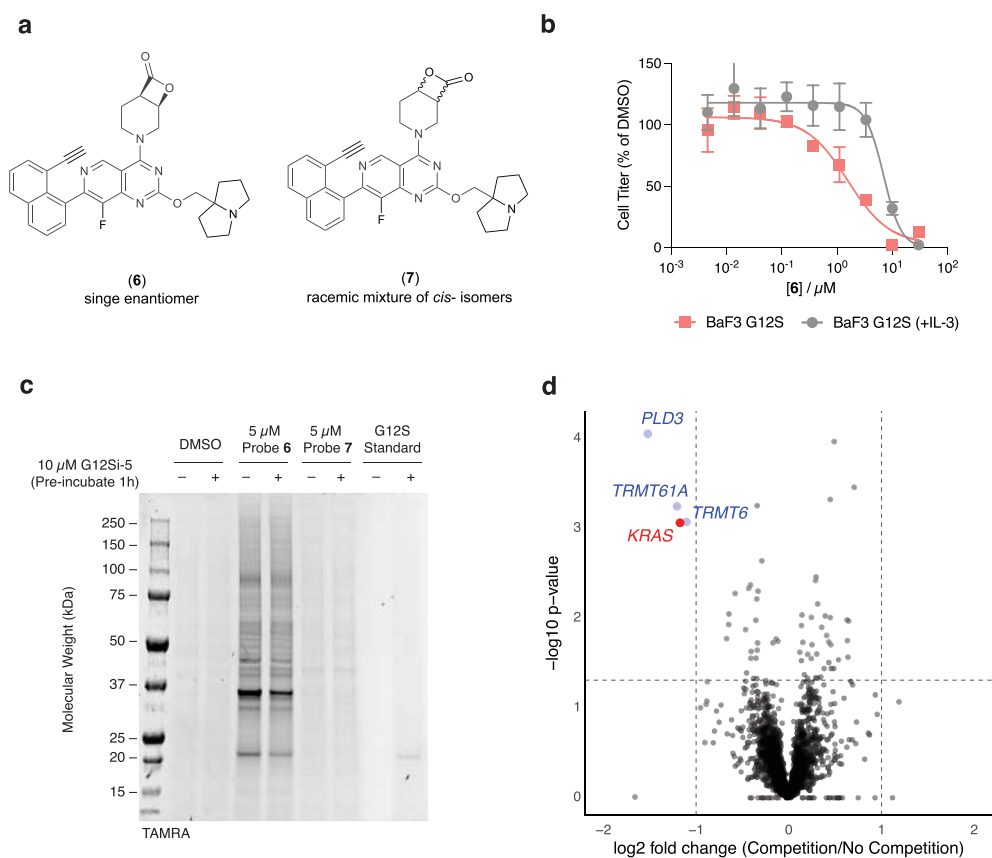 a
O
O
N
N
N
N
O
N
F
(6)
singe enantiomer
O
O
N
N
N
N
O
N
F
(7)
racemic mixture of cis- isomers
b
Cell Titer (% of DMSO)
150
100
50
0
10-3
10-2
10-1
100
101
102
[6] / µM
BaF3 G12S
BaF3 G12S (+IL-3)
c
10 µM G12Si-5
(Pre-incubate 1h)
DMSO
5 µM
Probe 6
5 µM
Probe 7
G12S
Standard
– + – + – + – +
Molecular Weight (kDa)
250
150
100
75
50
37
25
20
15
TAMRA
d
–log10 p-value
4
3
2
1
0
PLD3
TRMT61A
TRMT6
KRAS
−2
−1
0
1
2
log2 fold change (Competition/No Competition)